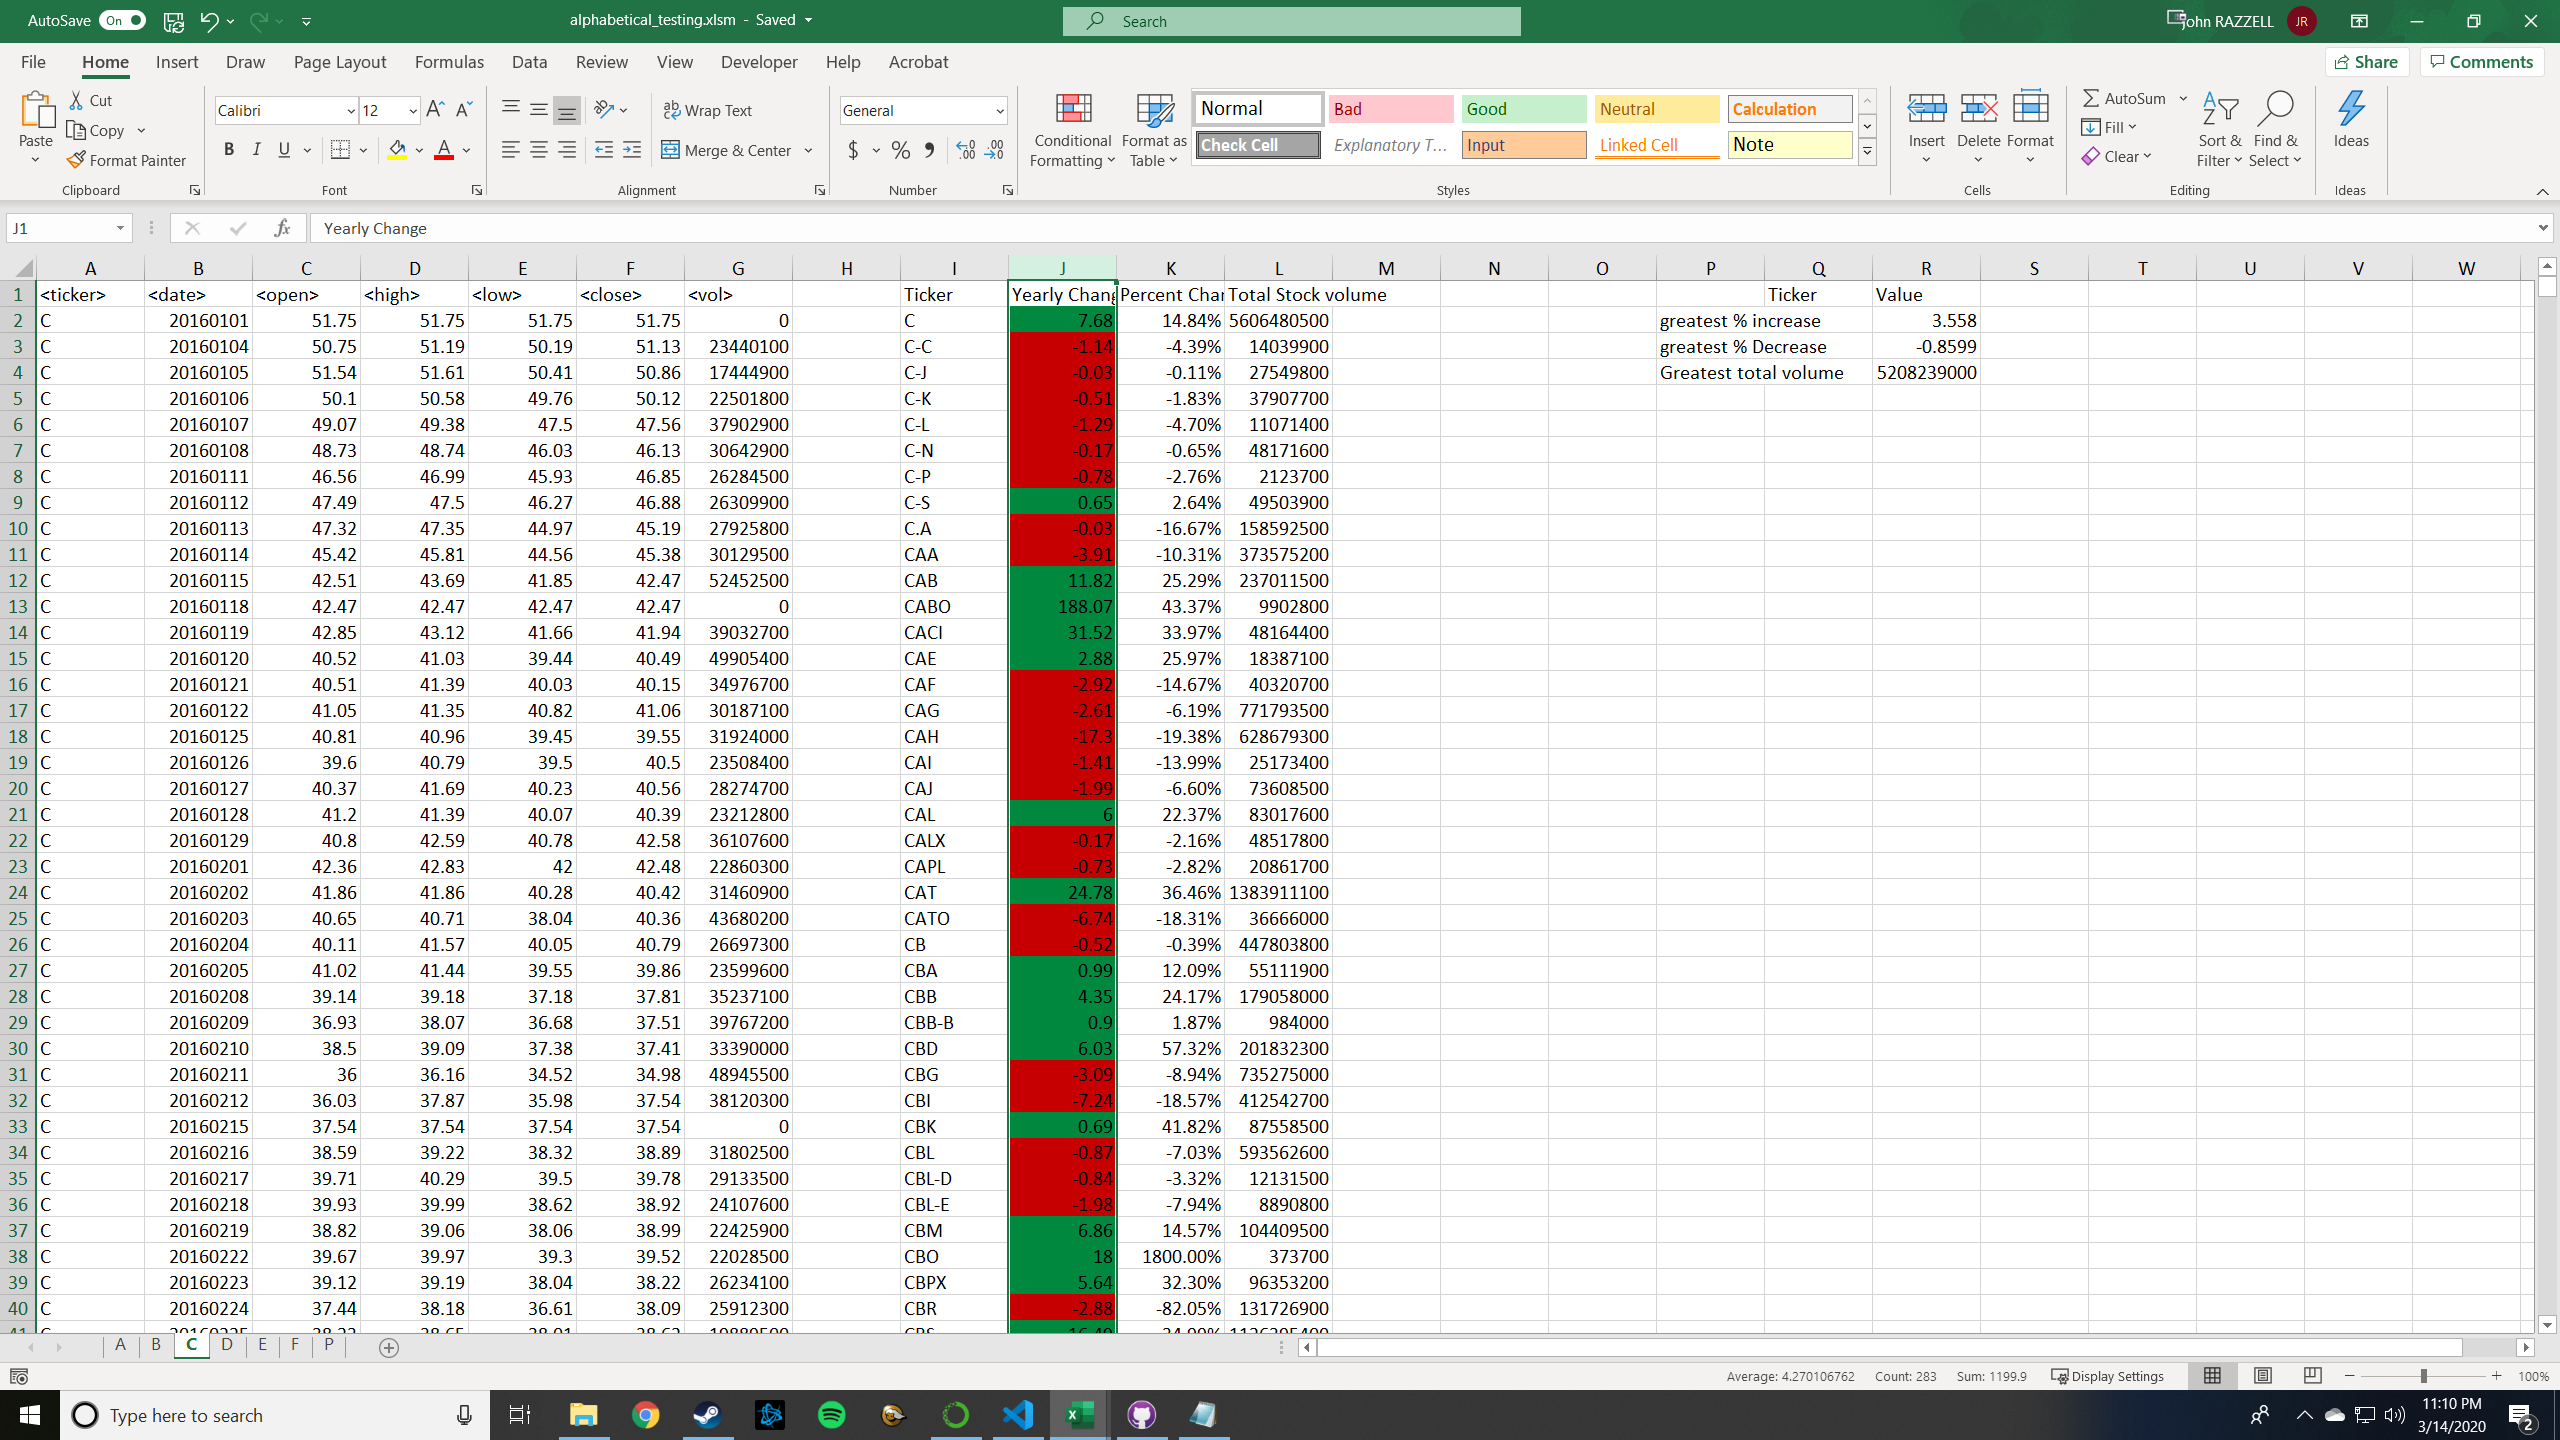 AutoSave On alphabetical_testing.xlsm - Saved Search John RAZZELL JR
File Home Insert Draw Page Layout Formulas Data Review View Developer Help Acrobat Share Comments
Cut Calibri 12 Wrap Text General Normal Bad Good Neutral Calculation AutoSum
Paste Copy Conditional Formatting Format as Table Insert Delete Format Fill Sort & Filter Find & Select Ideas
Format Painter B I U A Merge & Center $ % Check Cell Explanatory T... Input Linked Cell Note Clear
Clipboard Font Alignment Number Styles Cells Editing Ideas
J1 fx Yearly Change
A B C D E F G H I J K L M N O P Q R S T U V W
1 <ticker> <date> <open> <high> <low> <close> <vol> Ticker Yearly Chang Percent Char Total Stock volume Ticker Value
2 C 20160101 51.75 51.75 51.75 51.75 0 C 7.68 14.84% 5606480500 greatest % increase 3.558
3 C 20160104 50.75 51.19 50.19 51.13 23440100 C-C -1.14 -4.39% 14039900 greatest % Decrease -0.8599
4 C 20160105 51.54 51.61 50.41 50.86 17444900 C-J -0.03 -0.11% 27549800 Greatest total volume 5208239000
5 C 20160106 50.1 50.58 49.76 50.12 22501800 C-K -0.51 -1.83% 37907700
6 C 20160107 49.07 49.38 47.5 47.56 37902900 C-L -1.29 -4.70% 11071400
7 C 20160108 48.73 48.74 46.03 46.13 30642900 C-N -0.17 -0.65% 48171600
8 C 20160111 46.56 46.99 45.93 46.85 26284500 C-P -0.78 -2.76% 2123700
9 C 20160112 47.49 47.5 46.27 46.88 26309900 C-S 0.65 2.64% 49503900
10 C 20160113 47.32 47.35 44.97 45.19 27925800 C.A -0.03 -16.67% 158592500
11 C 20160114 45.42 45.81 44.56 45.38 30129500 CAA -3.91 -10.31% 373575200
12 C 20160115 42.51 43.69 41.85 42.47 52452500 CAB 11.82 25.29% 237011500
13 C 20160118 42.47 42.47 42.47 42.47 0 CABO 188.07 43.37% 9902800
14 C 20160119 42.85 43.12 41.66 41.94 39032700 CACI 31.52 33.97% 48164400
15 C 20160120 40.52 41.03 39.44 40.49 49905400 CAE 2.88 25.97% 18387100
16 C 20160121 40.51 41.39 40.03 40.15 34976700 CAF -2.92 -14.67% 40320700
17 C 20160122 41.05 41.35 40.82 41.06 30187100 CAG -2.61 -6.19% 771793500
18 C 20160125 40.81 40.96 39.45 39.55 31924000 CAH -17.3 -19.38% 628679300
19 C 20160126 39.6 40.79 39.5 40.5 23508400 CAI -1.41 -13.99% 25173400
20 C 20160127 40.37 41.69 40.23 40.56 28274700 CAJ -1.99 -6.60% 73608500
21 C 20160128 41.2 41.39 40.07 40.39 23212800 CAL 6 22.37% 83017600
22 C 20160129 40.8 42.59 40.78 42.58 36107600 CALX -0.17 -2.16% 48517800
23 C 20160201 42.36 42.83 42 42.48 22860300 CAPL -0.73 -2.82% 20861700
24 C 20160202 41.86 41.86 40.28 40.42 31460900 CAT 24.78 36.46% 1383911100
25 C 20160203 40.65 40.71 38.04 40.36 43680200 CATO -6.74 -18.31% 36666000
26 C 20160204 40.11 41.57 40.05 40.79 26697300 CB -0.52 -0.39% 447803800
27 C 20160205 41.02 41.44 39.55 39.86 23599600 CBA 0.99 12.09% 55111900
28 C 20160208 39.14 39.18 37.18 37.81 35237100 CBB 4.35 24.17% 179058000
29 C 20160209 36.93 38.07 36.68 37.51 39767200 CBB-B 0.9 1.87% 984000
30 C 20160210 38.5 39.09 37.38 37.41 33390000 CBD 6.03 57.32% 201832300
31 C 20160211 36 36.16 34.52 34.98 48945500 CBG -3.09 -8.94% 735275000
32 C 20160212 36.03 37.87 35.98 37.54 38120300 CBI -7.24 -18.57% 412542700
33 C 20160215 37.54 37.54 37.54 37.54 0 CBK 0.69 41.82% 87558500
34 C 20160216 38.59 39.22 38.32 38.89 31802500 CBL -0.87 -7.03% 593562600
35 C 20160217 39.71 40.29 39.5 39.78 29133500 CBL-D -0.84 -3.32% 12131500
36 C 20160218 39.93 39.99 38.62 38.92 24107600 CBL-E -1.98 -7.94% 8890800
37 C 20160219 38.82 39.06 38.06 38.99 22425900 CBM 6.86 14.57% 104409500
38 C 20160222 39.67 39.97 39.3 39.52 22028500 CBO 18 1800.00% 373700
39 C 20160223 39.12 39.19 38.04 38.22 26234100 CBPX 5.64 32.30% 96353200
40 C 20160224 37.44 38.18 36.61 38.09 25912300 CBR -2.88 -82.05% 131726900
A B C D E F P
Average: 4.270106762 Count: 283 Sum: 1199.9 Display Settings 100%
Type here to search 11:10 PM
3/14/2020 2